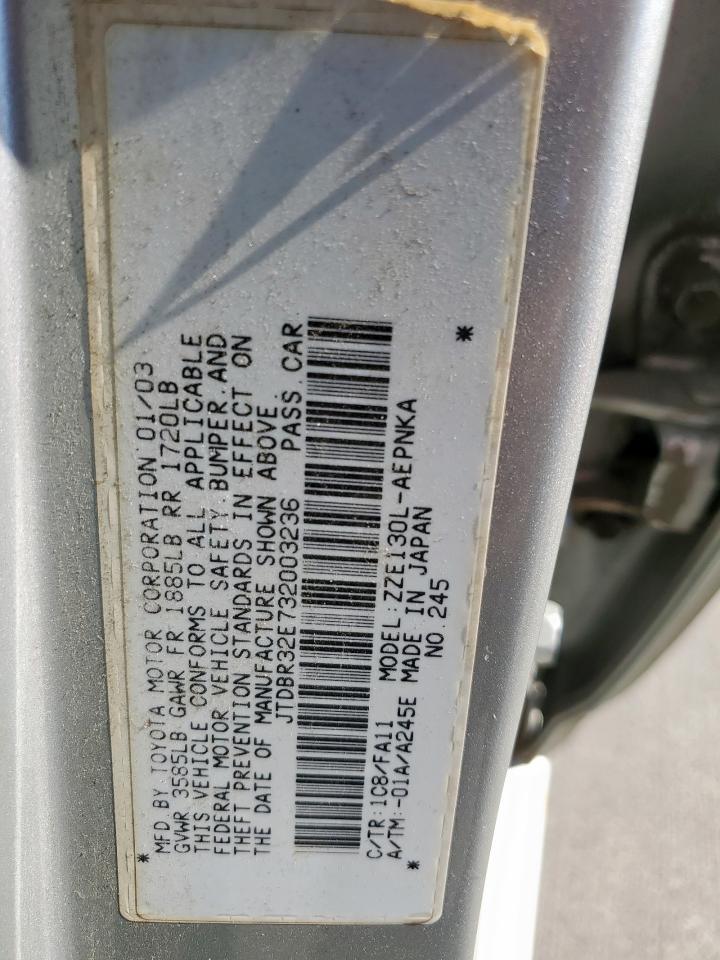 MFD. BY TOYOTA MOTOR CORPORATION 01/03
GVWR 3585LB GAWR FR 1885LB RR 1720LB
THIS VEHICLE CONFORMS TO ALL APPLICABLE
FEDERAL MOTOR VEHICLE SAFETY, BUMPER, AND
THEFT PREVENTION STANDARDS IN EFFECT ON
THE DATE OF MANUFACTURE SHOWN ABOVE.
JTDBR32E732003236 PASS. CAR
C/TR:1C8/FA11 MODEL:ZZE130L-AEPNKA
A/TM:-01A/A245E MADE IN JAPAN
NO.245